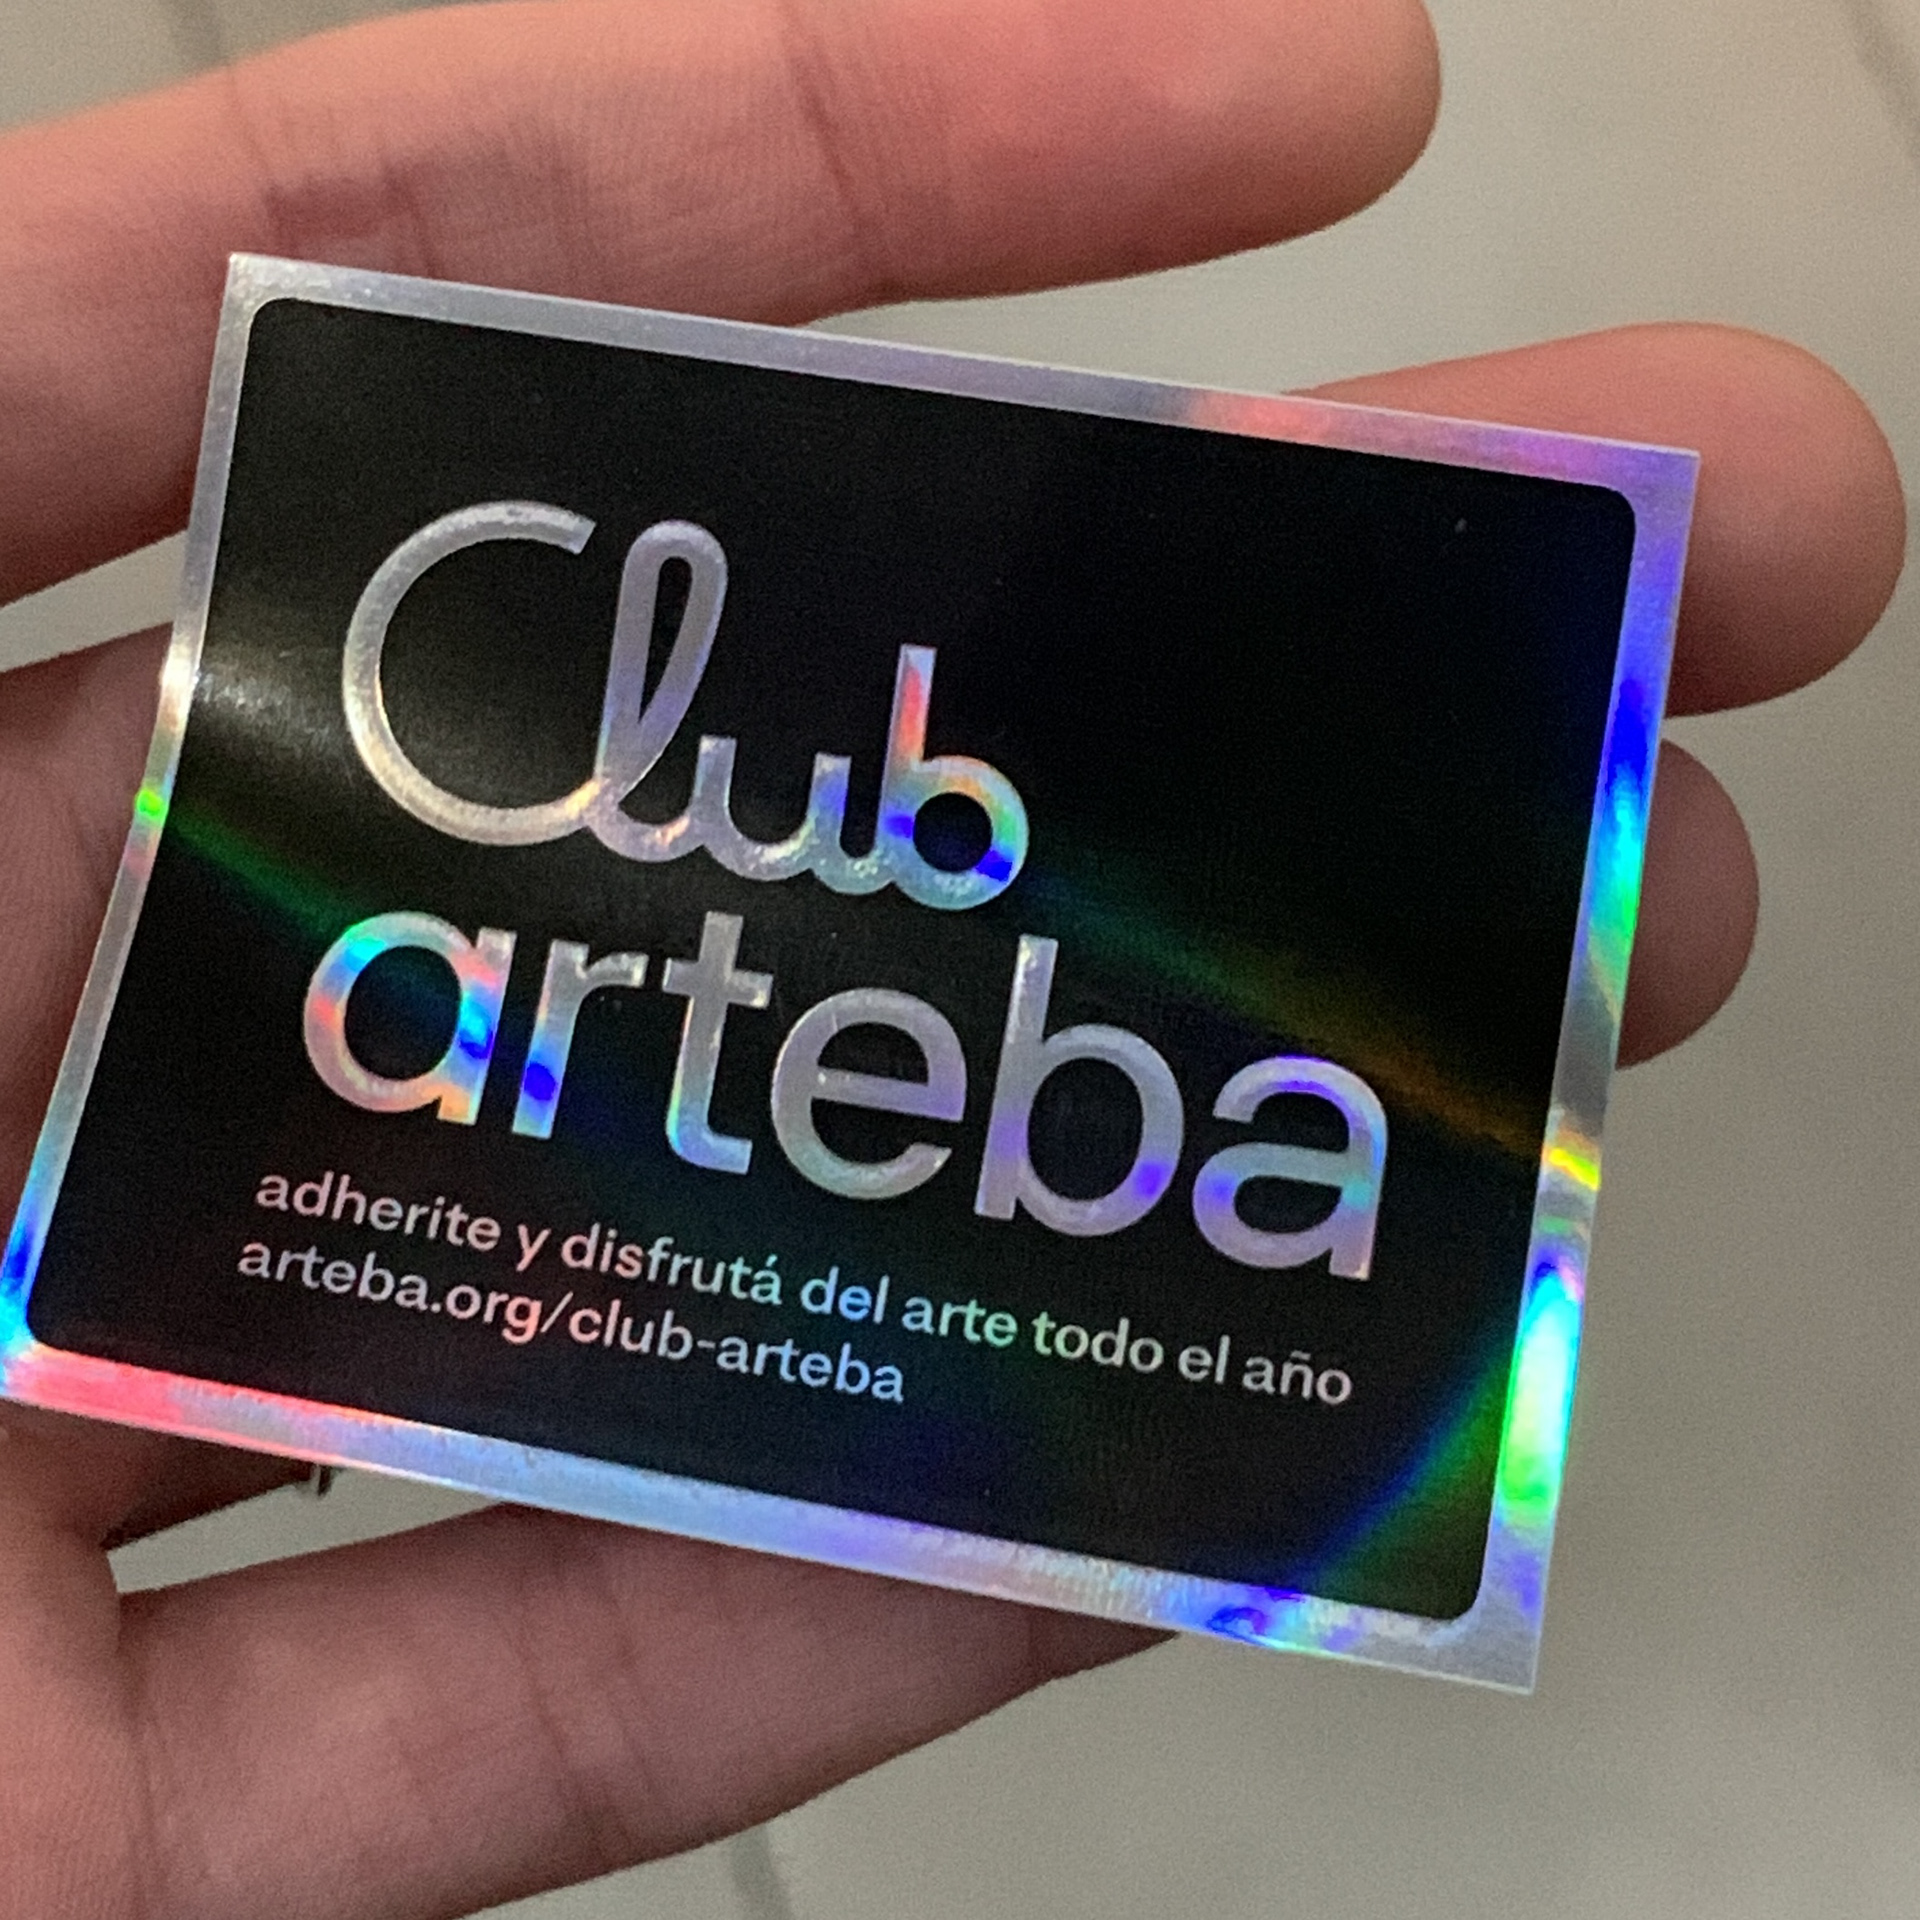 Club
arteba
adherite y disfrutá del arte todo el año
arteba.org/club-arteba